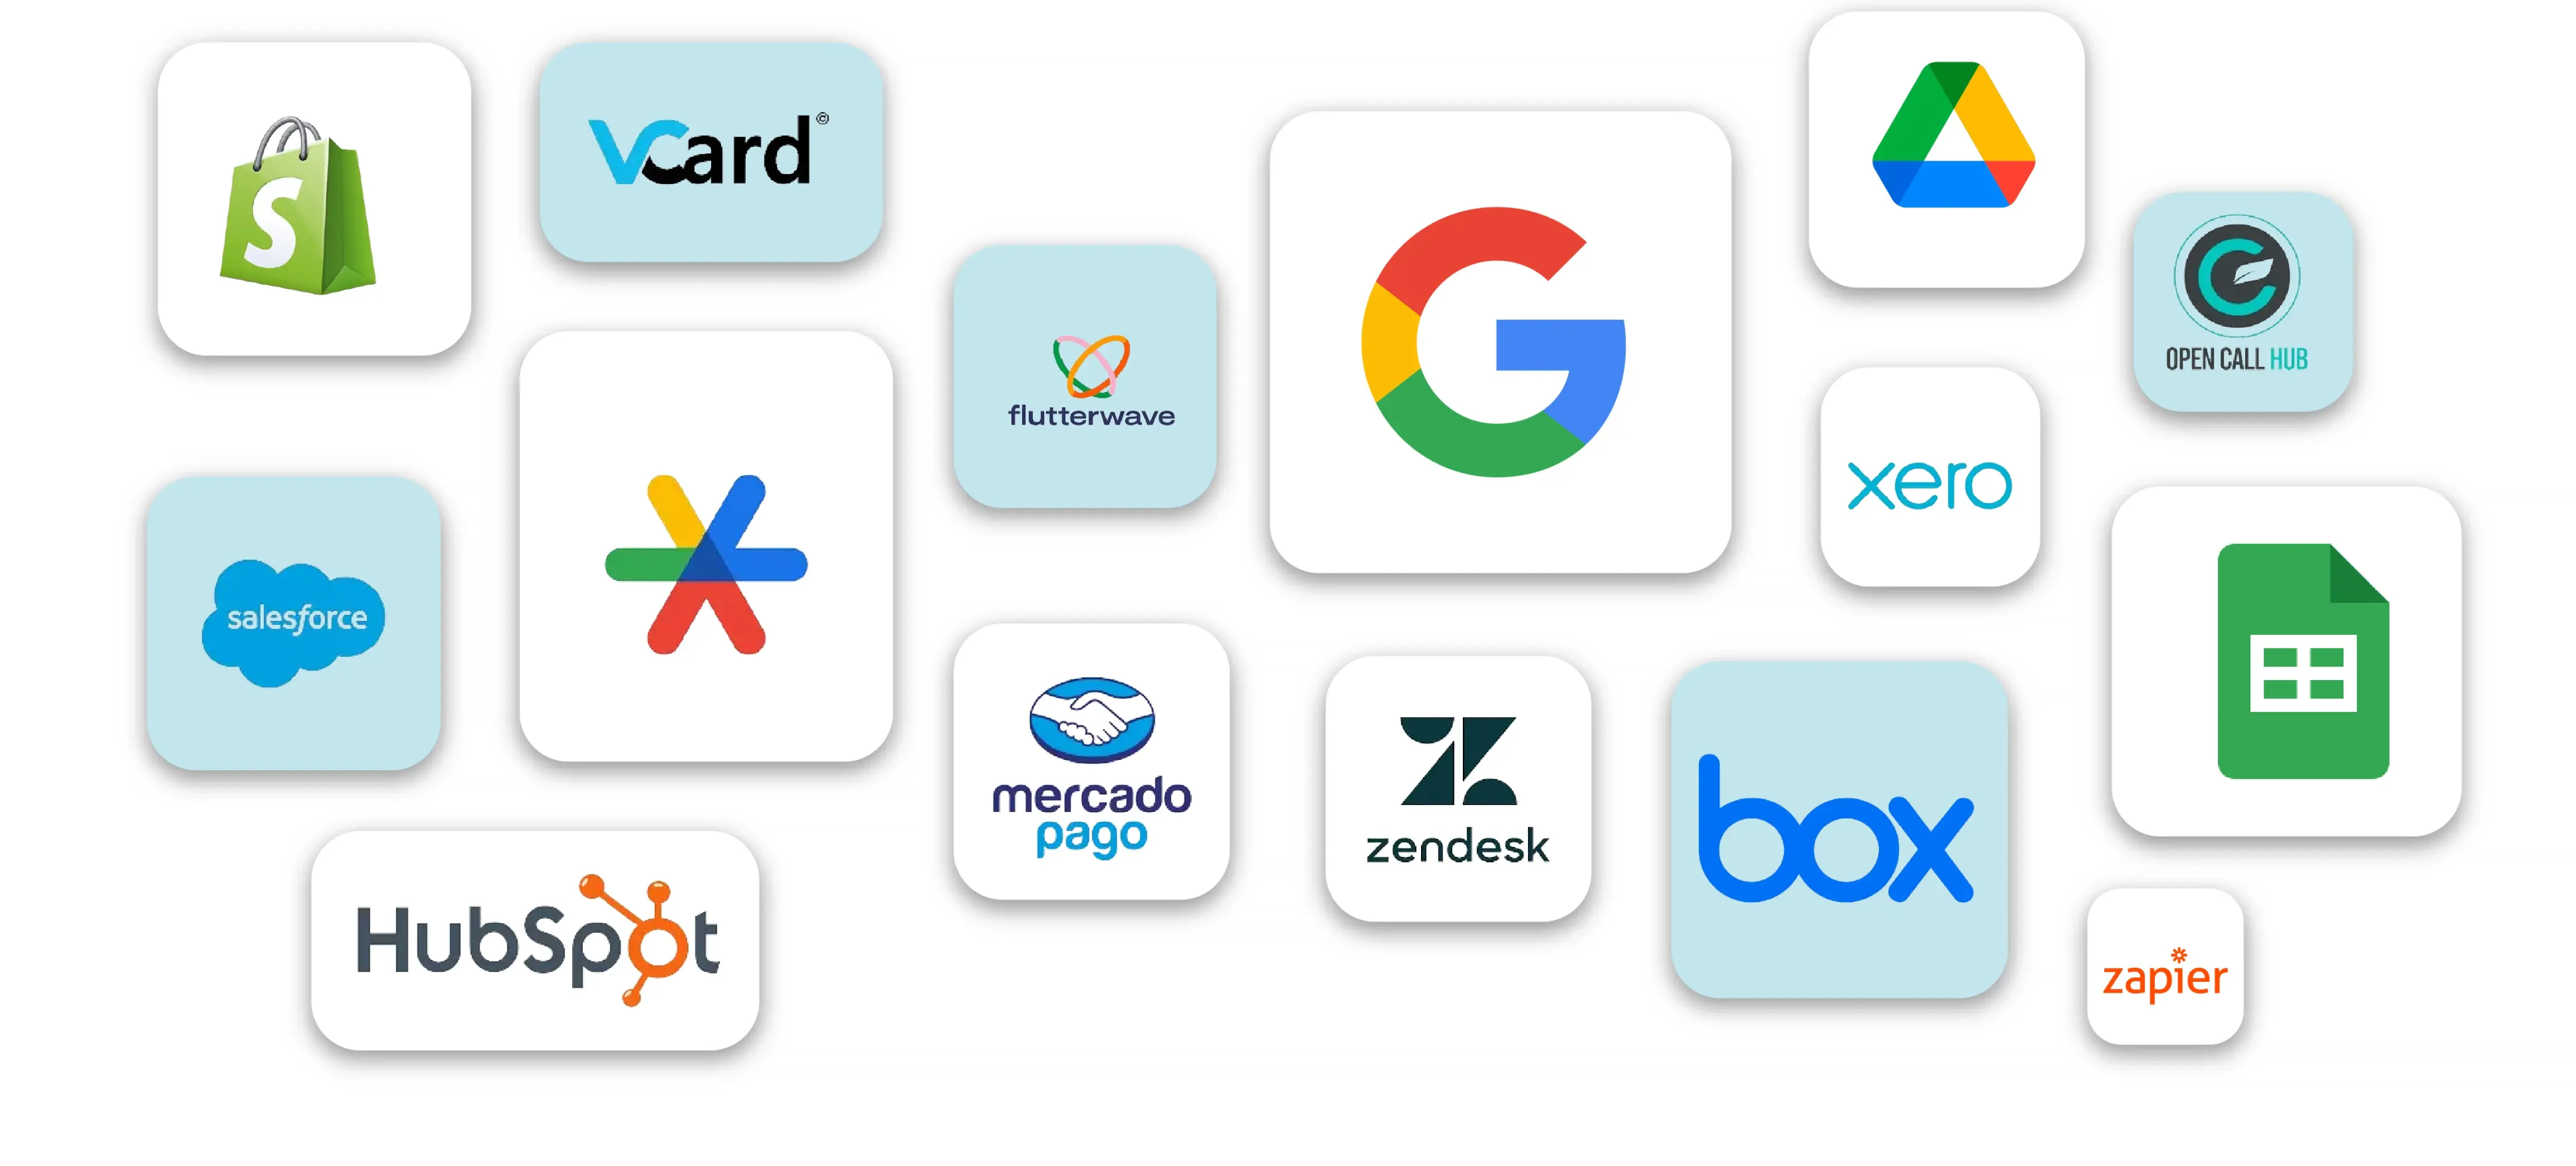 S
vCard©
flutterwave
G
OPEN CALL HUB
xero
salesforce
mercado
pago
zendesk
box
HubSpot
zapier